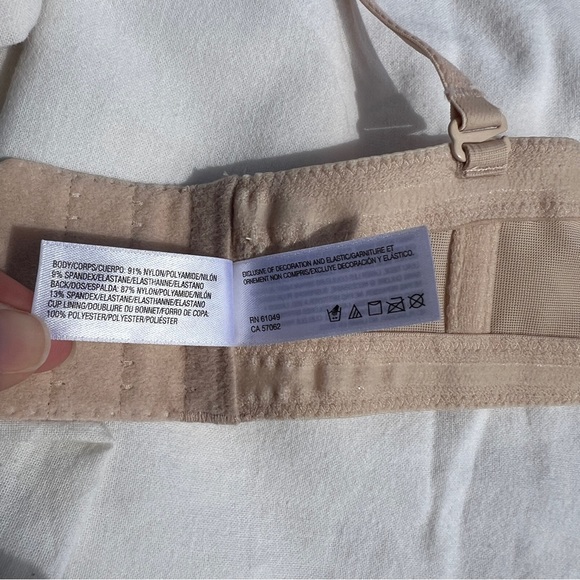 BODY/CORPS/CUERPO: 91% NYLON/POLYAMIDE/NILÓN
9% SPANDEX/ELASTANE/ELASTHANNE/ELASTANO
BACK/DOS/ESPALDA: 87% NYLON/POLYAMIDE/NILÓN
13% SPANDEX/ELASTANE/ELASTHANNE/ELASTANO
CUP LINING/DOUBLURE DU BONNET/FORRO DE COPA:
100% POLYESTER/POLYESTER/POLIÉSTER
EXCLUSIVE OF DECORATION AND ELASTIC/GARNITURE ET
ORNEMENT NON COMPRIS/EXCLUYE DECORACIÓN Y ELÁSTICO.
RN 61049
CA 57062